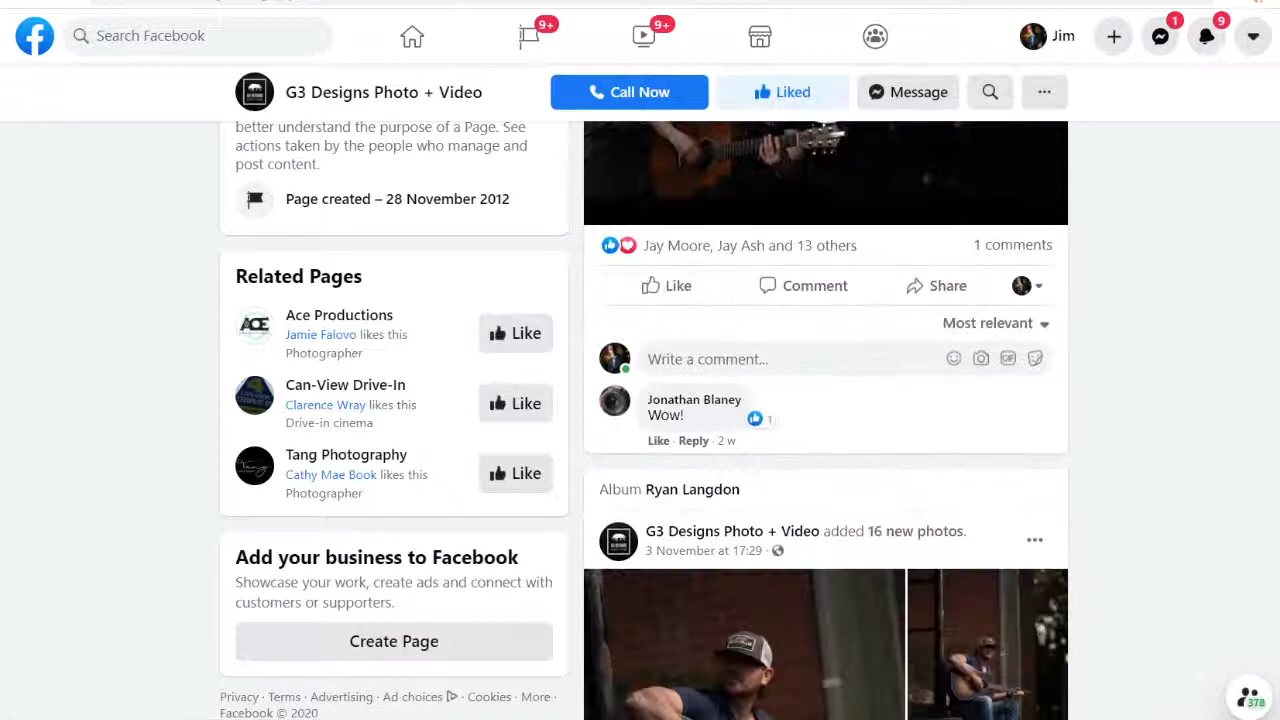 Search Facebook
9+
9+
Jim
1
9
G3 Designs Photo + Video
Call Now
Liked
Message
better understand the purpose of a Page. See
actions taken by the people who manage and
post content.
Page created – 28 November 2012
Related Pages
ACE
Ace Productions
Jamie Falovo likes this
Photographer
Like
Can-View Drive-In
Clarence Wray likes this
Drive-in cinema
Like
Tang
Tang Photography
Cathy Mae Book likes this
Photographer
Like
Add your business to Facebook
Showcase your work, create ads and connect with
customers or supporters.
Create Page
Privacy · Terms · Advertising · Ad choices · Cookies · More ·
Facebook © 2020
Jay Moore, Jay Ash and 13 others
1 comments
Like
Comment
Share
Most relevant
Write a comment...
GIF
Jonathan Blaney
Wow!
1
Like · Reply · 2 w
Album Ryan Langdon
G3 Designs Photo + Video added 16 new photos.
3 November at 17:29 ·
378